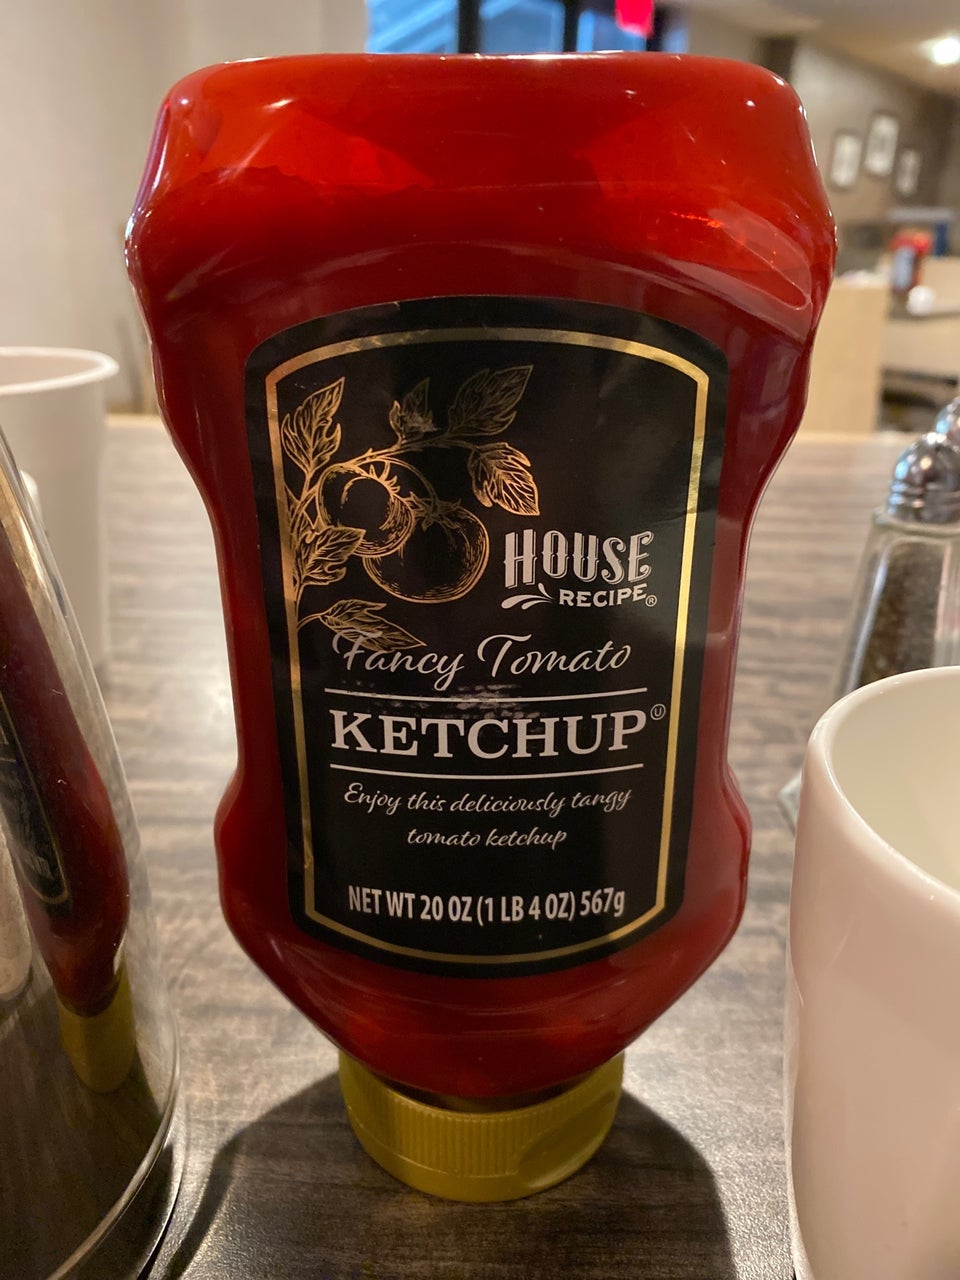 HOUSE
RECIPE®
Fancy Tomato
KETCHUP Ⓤ
Enjoy this deliciously tangy
tomato ketchup
NET WT 20 OZ (1 LB 4 OZ) 567g